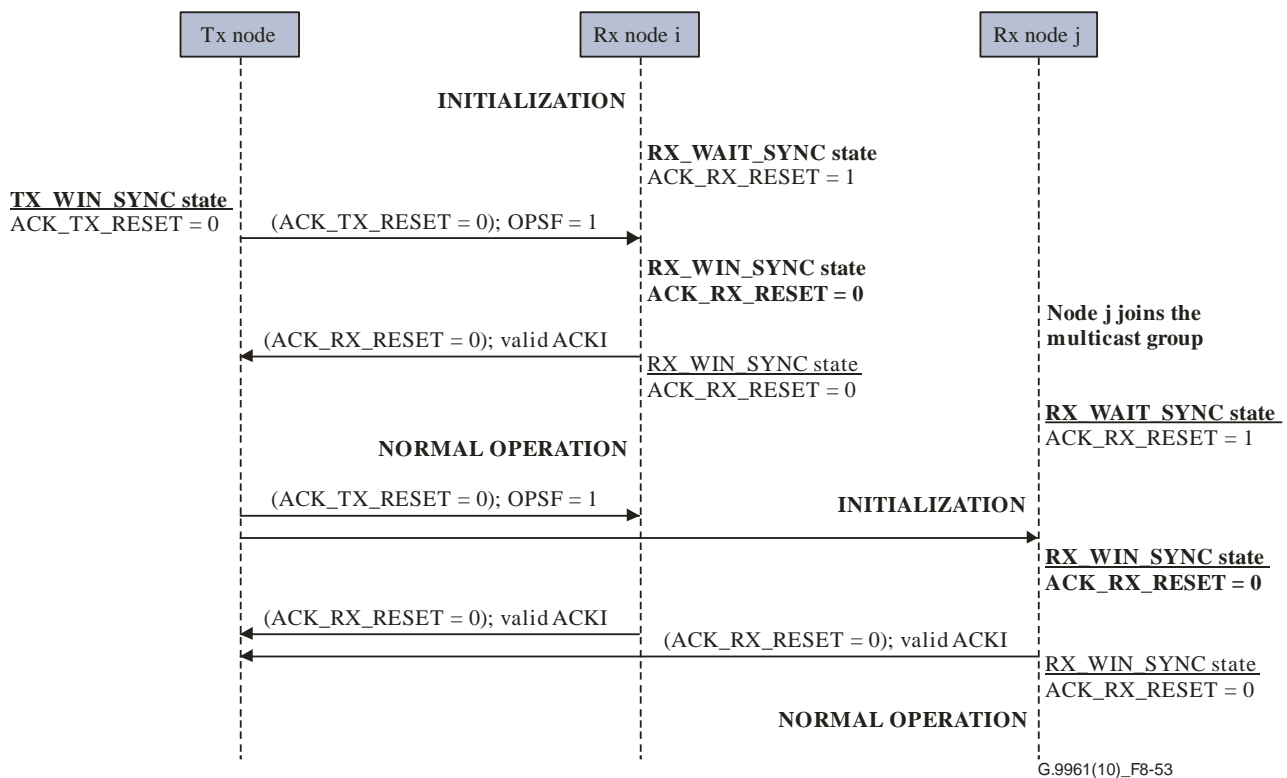 Tx node
Rx node i
Rx node j
INITIALIZATION
RX_WAIT_SYNC state
ACK_RX_RESET = 1
TX_WIN_SYNC state
ACK_TX_RESET = 0
(ACK_TX_RESET = 0); OPSF = 1
RX_WIN_SYNC state
ACK_RX_RESET = 0
Node j joins the
multicast group
(ACK_RX_RESET = 0); valid ACKI
RX_WIN_SYNC state
ACK_RX_RESET = 0
RX_WAIT_SYNC state
ACK_RX_RESET = 1
NORMAL OPERATION
(ACK_TX_RESET = 0); OPSF = 1
INITIALIZATION
RX_WIN_SYNC state
ACK_RX_RESET = 0
(ACK_RX_RESET = 0); valid ACKI
(ACK_RX_RESET = 0); valid ACKI
RX_WIN_SYNC state
ACK_RX_RESET = 0
NORMAL OPERATION
G.9961(10)_F8-53